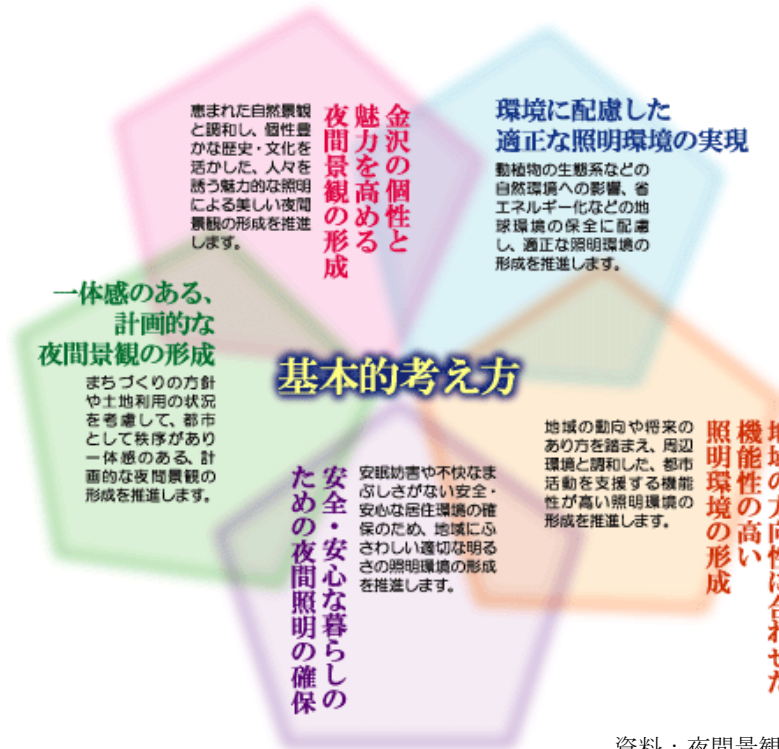 金沢の個性と
魅力を高める
夜間景観の形成
恵まれた自然景観
と調和し、個性豊
かな歴史・文化を
活かした、人々を
誘う魅力的な照明
による美しい夜間
景観の形成を推進
します。
環境に配慮した
適正な照明環境の実現
動植物の生態系などの
自然環境への影響、省
エネルギー化などの地
球環境の保全に配慮
し、適正な照明環境の
形成を推進します。
一体感のある、
計画的な
夜間景観の形成
まちづくりの方針
や土地利用の状況
を考慮して、都市
として秩序があり
一体感のある、計
画的な夜間景観の
形成を推進します。
基本的考え方
地域の方向性に合わせた
機能性の高い
照明環境の形成
地域の動向や将来の
あり方を踏まえ、周辺
環境と調和した、都市
活動を支援する機能
性が高い照明環境の
形成を推進します。
安全・安心な暮らしの
ための夜間照明の確保
安眠妨害や不快なま
ぶしさがない安全・
安心な居住環境の確
保のため、地域にふ
さわしい適切な明る
さの照明環境の形成
を推進します。
資料：夜間景観